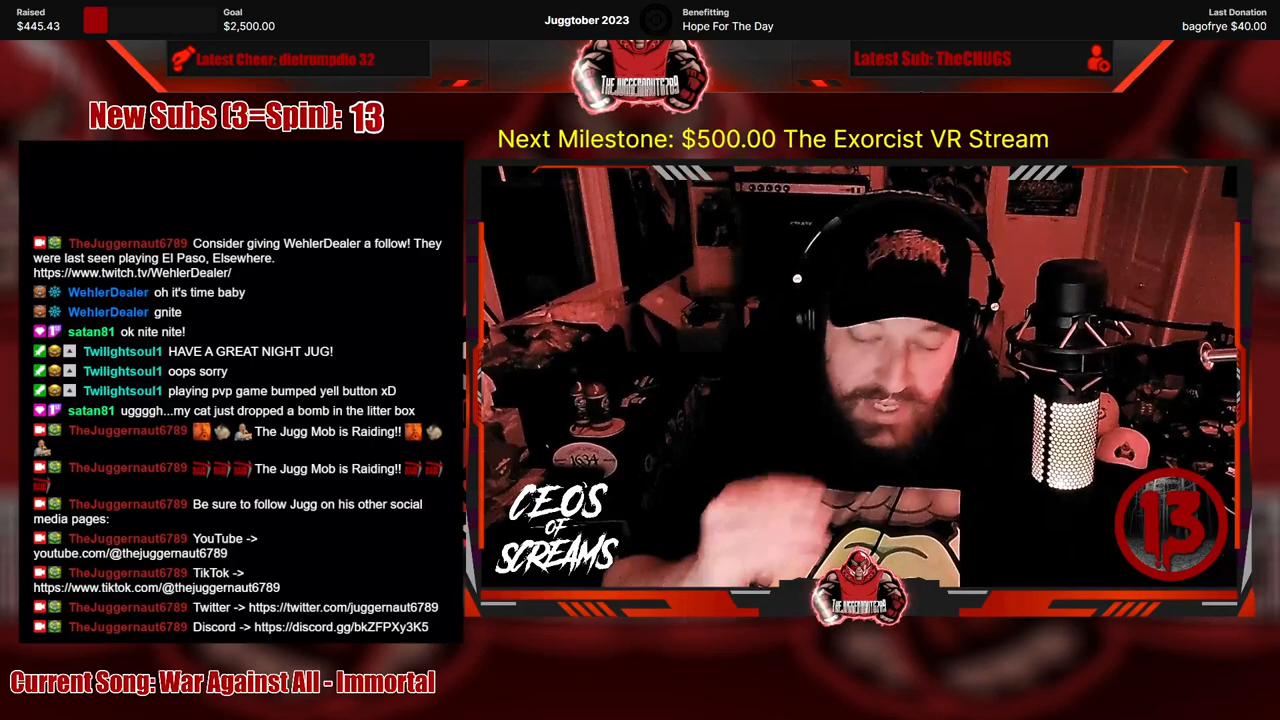 Raised
$445.43
Goal
$2,500.00
Juggtober 2023
Benefitting
Hope For The Day
Last Donation
bagofrye $40.00
Latest Cheer: dietrumpdio 32
THEJUGGERNAUT6789
Latest Sub: TheCHUGS
New Subs (3=Spin): 13
Next Milestone: $500.00 The Exorcist VR Stream
TheJuggernaut6789 Consider giving WehlerDealer a follow! They
were last seen playing El Paso, Elsewhere.
https://www.twitch.tv/WehlerDealer/
WehlerDealer oh it's time baby
WehlerDealer gnite
satan81 ok nite nite!
Twilightsoul1 HAVE A GREAT NIGHT JUG!
Twilightsoul1 oops sorry
Twilightsoul1 playing pvp game bumped yell button xD
satan81 uggggh...my cat just dropped a bomb in the litter box
TheJuggernaut6789 The Jugg Mob is Raiding!!
TheJuggernaut6789 The Jugg Mob is Raiding!!
TheJuggernaut6789 Be sure to follow Jugg on his other social
media pages:
TheJuggernaut6789 YouTube ->
youtube.com/@thejuggernaut6789
TheJuggernaut6789 TikTok ->
https://www.tiktok.com/@thejuggernaut6789
TheJuggernaut6789 Twitter -> https://twitter.com/juggernaut6789
TheJuggernaut6789 Discord -> https://discord.gg/bkZFPXy3K5
1634
CEO'S
OF
SCREAMS
13
THEJUGGERNAUT6789
Current Song: War Against All - Immortal